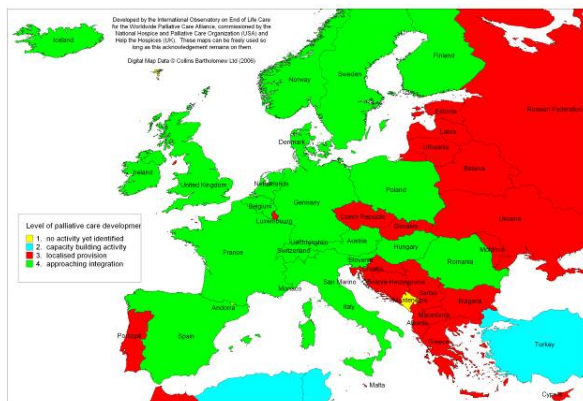 Developed by the International Observatory on End of Life Care
for the Worldwide Palliative Care Alliance, commissioned by the
National Hospice and Palliative Care Organization (USA) and
Help the Hospices (UK). These maps can be freely used so
long as this acknowledgement remains on them.
Digital Map Data © Collins Bartholomew Ltd (2006)
Iceland
Finland
Norway
Sweden
Russian Federation
Estonia
Latvia
Denmark
Lithuania
Ireland
United Kingdom
Netherlands
Belarus
Poland
Belgium
Germany
Luxembourg
Czech Republic
Ukraine
Slovakia
Level of palliative care development
1. no activity yet identified
2. capacity building activity
3. localised provision
4. approaching integration
France
Liechtenstein
Austria
Switzerland
Hungary
Moldova
Slovenia
Romania
Croatia
San Marino
Bosnia-Herzegovina
Monaco
Serbia
Andorra
Italy
Montenegro
Bulgaria
Macedonia
Albania
Portugal
Spain
Greece
Turkey
Malta
Cyprus